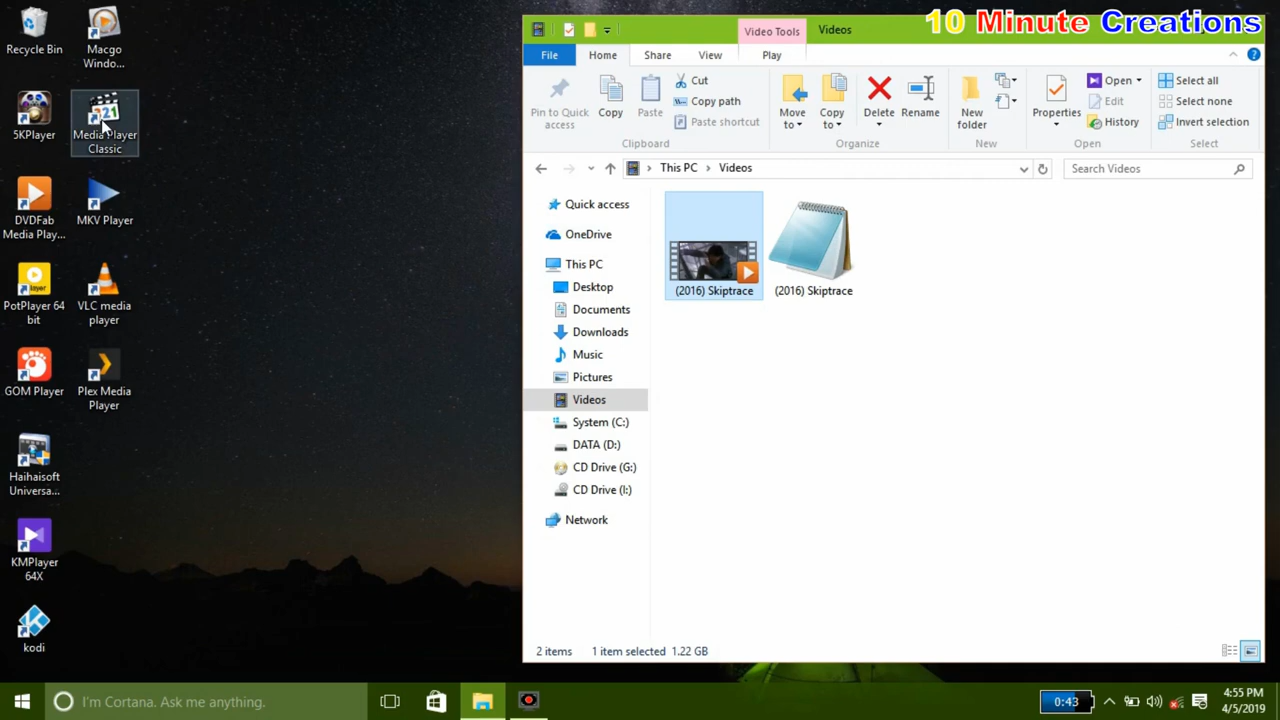 Recycle Bin
Macgo
Windo...
5KPlayer
Media Player
Classic
DVDFab
Media Play...
MKV Player
PotPlayer 64
bit
VLC media
player
GOM Player
Plex Media
Player
Haihaisoft
Universa...
KMPlayer
64X
kodi
Video Tools
Videos
10 Minute Creations
File
Home
Share
View
Play
Pin to Quick
access
Copy
Paste
Cut
Copy path
Paste shortcut
Clipboard
Move
to
Copy
to
Delete
Rename
Organize
New
folder
New
Properties
Open
Edit
History
Open
Select all
Select none
Invert selection
Select
This PC
Videos
Search Videos
Quick access
OneDrive
This PC
Desktop
Documents
Downloads
Music
Pictures
Videos
System (C:)
DATA (D:)
CD Drive (G:)
CD Drive (I:)
Network
(2016) Skiptrace
(2016) Skiptrace
2 items
1 item selected 1.22 GB
I'm Cortana. Ask me anything.
0:43
4:55 PM
4/5/2019